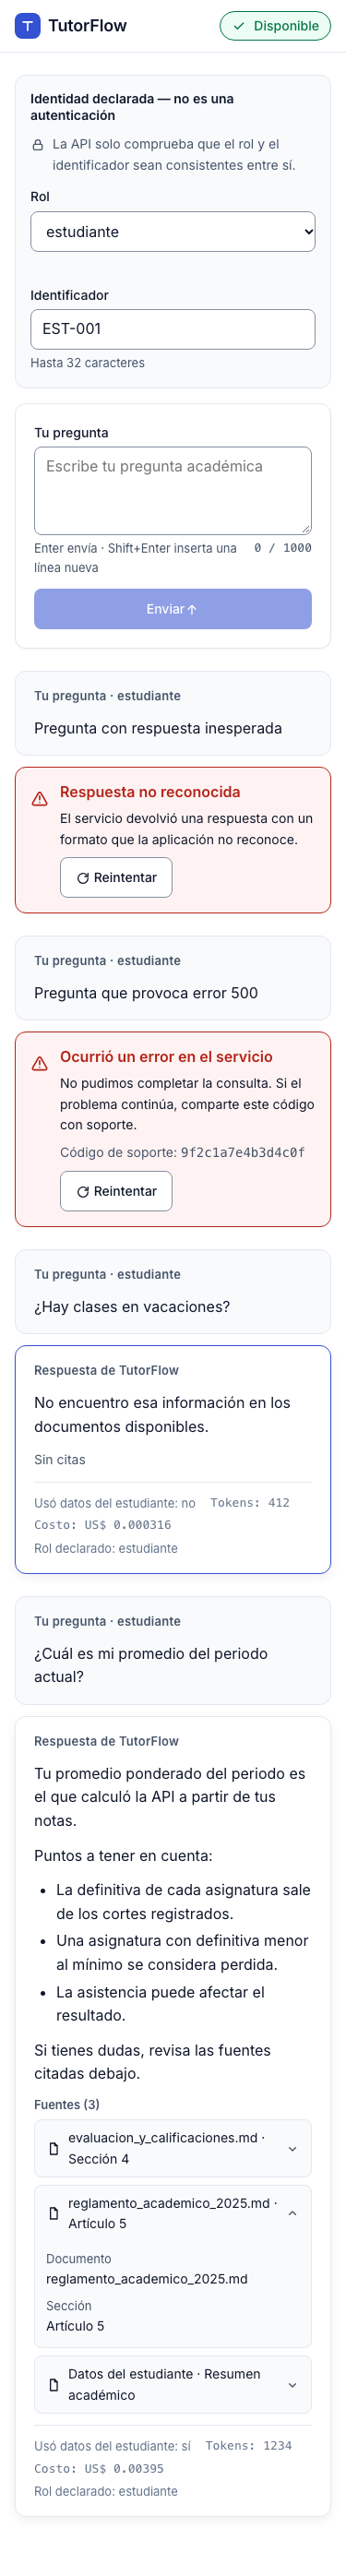 T TutorFlow
Disponible
Identidad declarada — no es una
autenticación
La API solo comprueba que el rol y el
identificador sean consistentes entre sí.
Rol
estudiante
Identificador
EST-001
Hasta 32 caracteres
Tu pregunta
Escribe tu pregunta académica
Enter envía · Shift+Enter inserta una
línea nueva
0 / 1000
Enviar
Tu pregunta · estudiante
Pregunta con respuesta inesperada
Respuesta no reconocida
El servicio devolvió una respuesta con un
formato que la aplicación no reconoce.
Reintentar
Tu pregunta · estudiante
Pregunta que provoca error 500
Ocurrió un error en el servicio
No pudimos completar la consulta. Si el
problema continúa, comparte este código
con soporte.
Código de soporte: 9f2c1a7e4b3d4c0f
Reintentar
Tu pregunta · estudiante
¿Hay clases en vacaciones?
Respuesta de TutorFlow
No encuentro esa información en los
documentos disponibles.
Sin citas
Usó datos del estudiante: no Tokens: 412
Costo: US$ 0.000316
Rol declarado: estudiante
Tu pregunta · estudiante
¿Cuál es mi promedio del periodo
actual?
Respuesta de TutorFlow
Tu promedio ponderado del periodo es
el que calculó la API a partir de tus
notas.
Puntos a tener en cuenta:
• La definitiva de cada asignatura sale
de los cortes registrados.
• Una asignatura con definitiva menor
al mínimo se considera perdida.
• La asistencia puede afectar el
resultado.
Si tienes dudas, revisa las fuentes
citadas debajo.
Fuentes (3)
evaluacion_y_calificaciones.md ·
Sección 4
reglamento_academico_2025.md ·
Artículo 5
Documento
reglamento_academico_2025.md
Sección
Artículo 5
Datos del estudiante · Resumen
académico
Usó datos del estudiante: sí Tokens: 1234
Costo: US$ 0.00395
Rol declarado: estudiante